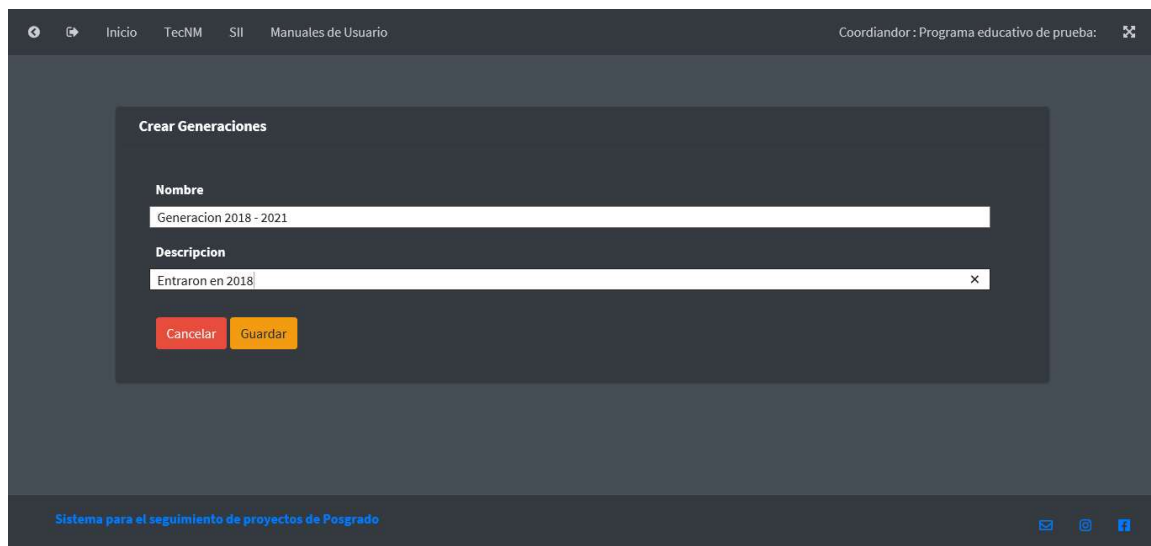 Inicio TecNM SII Manuales de Usuario Coordiandor : Programa educativo de prueba:
Crear Generaciones
Nombre
Generacion 2018 - 2021
Descripcion
Entraron en 2018
Cancelar Guardar
Sistema para el seguimiento de proyectos de Posgrado